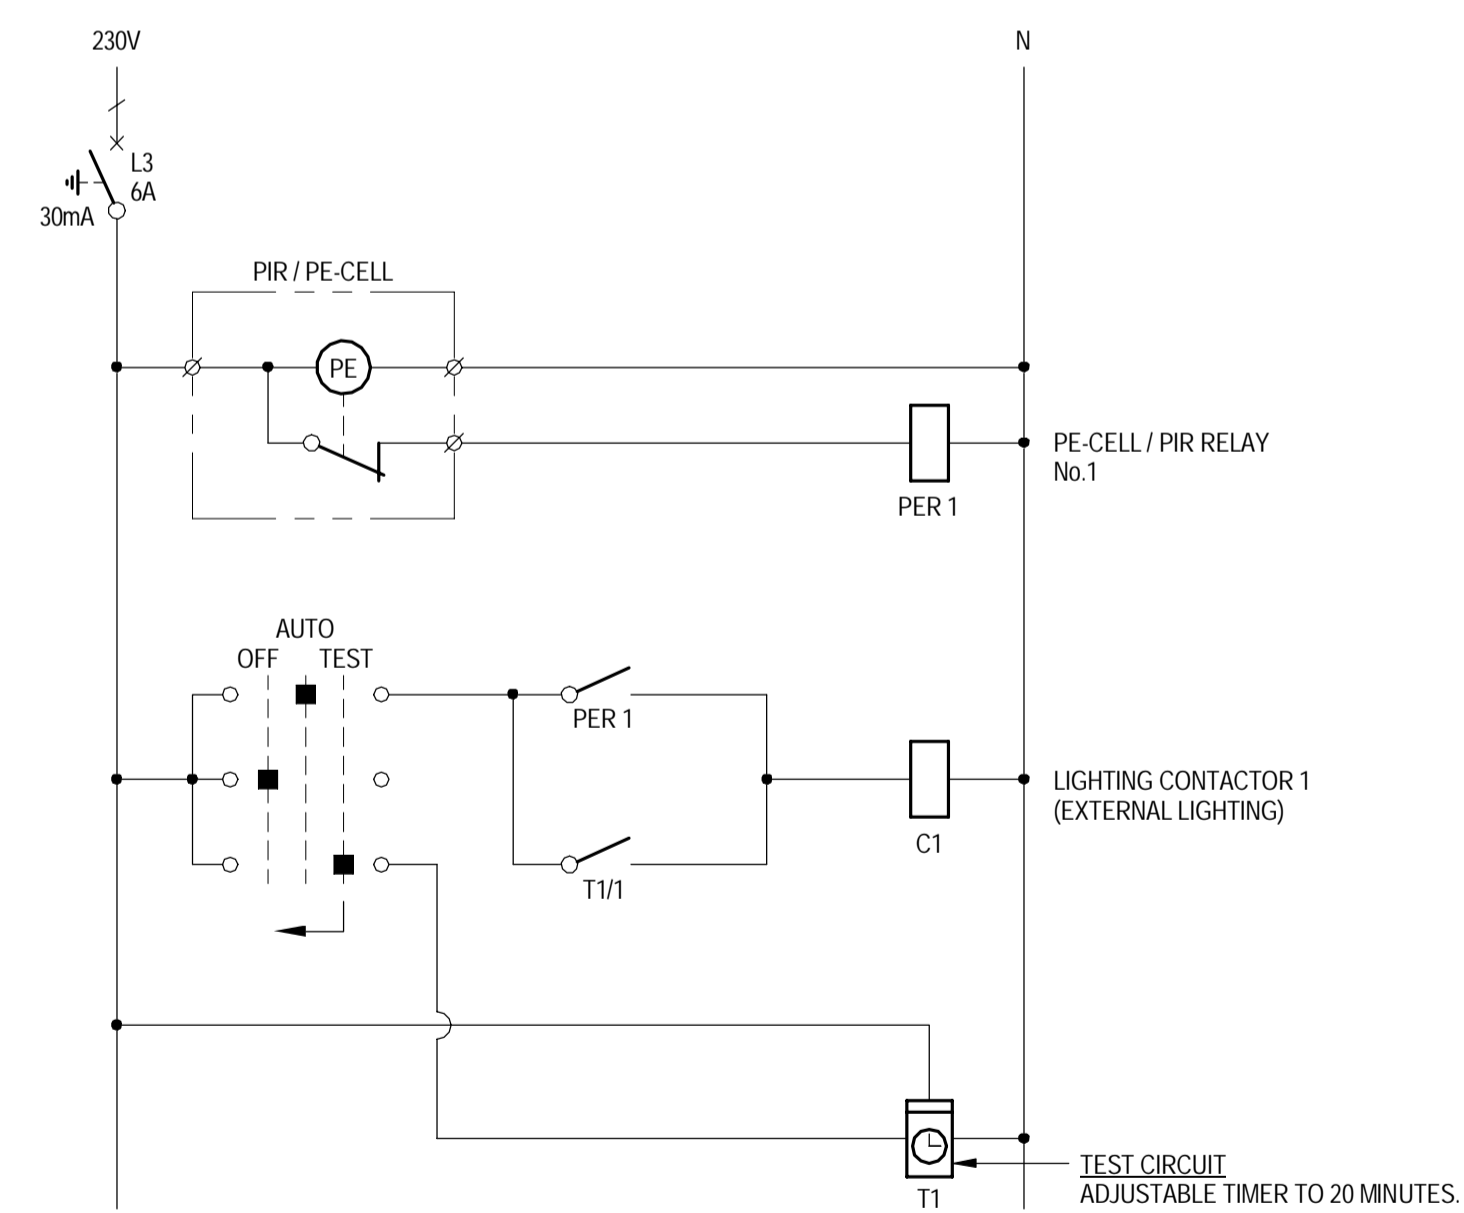 230V
N
L3
6A
30mA
PIR / PE-CELL
PE
PE-CELL / PIR RELAY
No.1
PER 1
AUTO
OFF
TEST
PER 1
LIGHTING CONTACTOR 1
(EXTERNAL LIGHTING)
C1
T1/1
TEST CIRCUIT
ADJUSTABLE TIMER TO 20 MINUTES.
T1